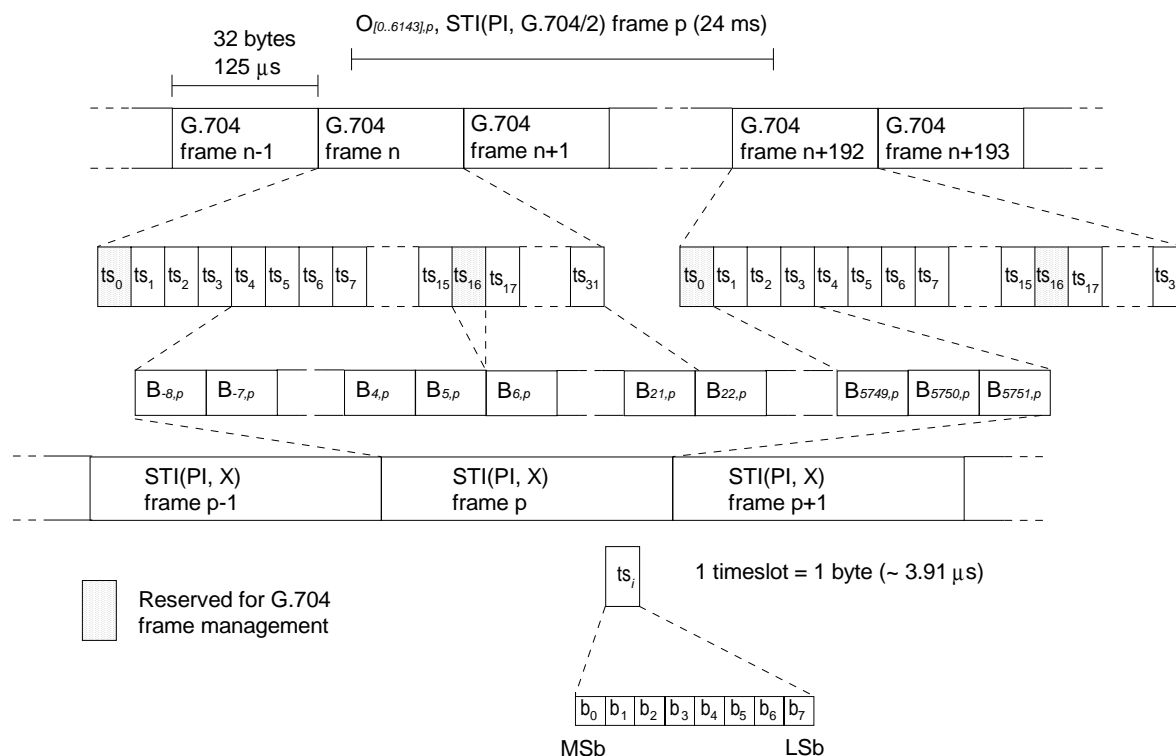 O[0..6143],p, STI(PI, G.704/2) frame p (24 ms)
32 bytes
125 μs
G.704 frame n-1
G.704 frame n
G.704 frame n+1
G.704 frame n+192
G.704 frame n+193
ts0 ts1 ts2 ts3 ts4 ts5 ts6 ts7 ts15 ts16 ts17 ts31
ts0 ts1 ts2 ts3 ts4 ts5 ts6 ts7 ts15 ts16 ts17 ts3
B-8,p B-7,p B4,p B5,p B6,p B21,p B22,p B5749,p B5750,p B5751,p
STI(PI, X) frame p-1
STI(PI, X) frame p
STI(PI, X) frame p+1
tsi
1 timeslot = 1 byte (~ 3.91 μs)
Reserved for G.704
frame management
b0 b1 b2 b3 b4 b5 b6 b7
MSb LSb